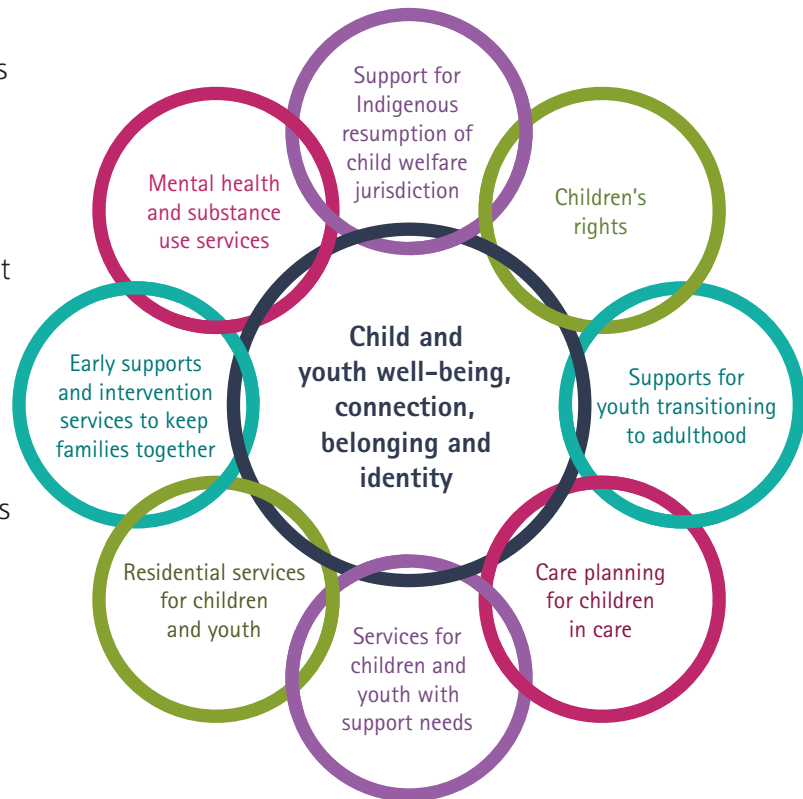 s
Support for
Indigenous
resumption of
child welfare
jurisdiction
Mental health
and substance
use services
Children's
rights
t
Child and
youth well-being,
connection,
belonging and
identity
Early supports
and intervention
services to keep
families together
Supports for
youth transitioning
to adulthood
s
Residential services
for children
and youth
Care planning
for children
in care
Services for
children and
youth with
support needs